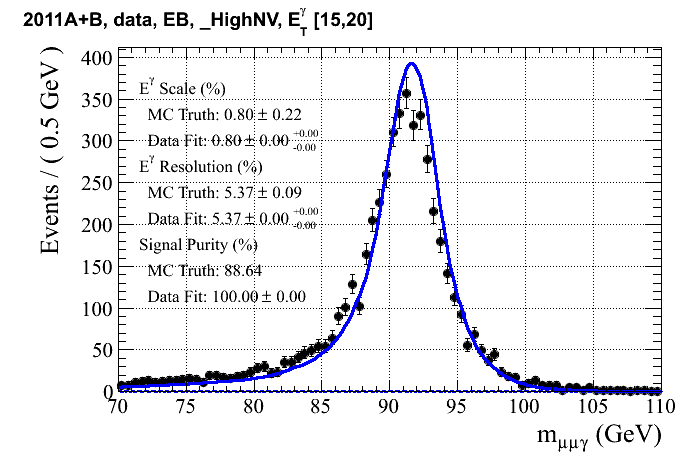 2011A+B, data, EB, _HighNV, E_T^γ [15,20]
Events / ( 0.5 GeV )
400
350
300
250
200
150
100
50
0
E^γ Scale (%)
MC Truth: 0.80 ± 0.22
Data Fit: 0.80 ± 0.00 +0.00 -0.00
E^γ Resolution (%)
MC Truth: 5.37 ± 0.09
Data Fit: 5.37 ± 0.00 +0.00 -0.00
Signal Purity (%)
MC Truth: 88.64
Data Fit: 100.00 ± 0.00
70 75 80 85 90 95 100 105 110
m_μμγ (GeV)